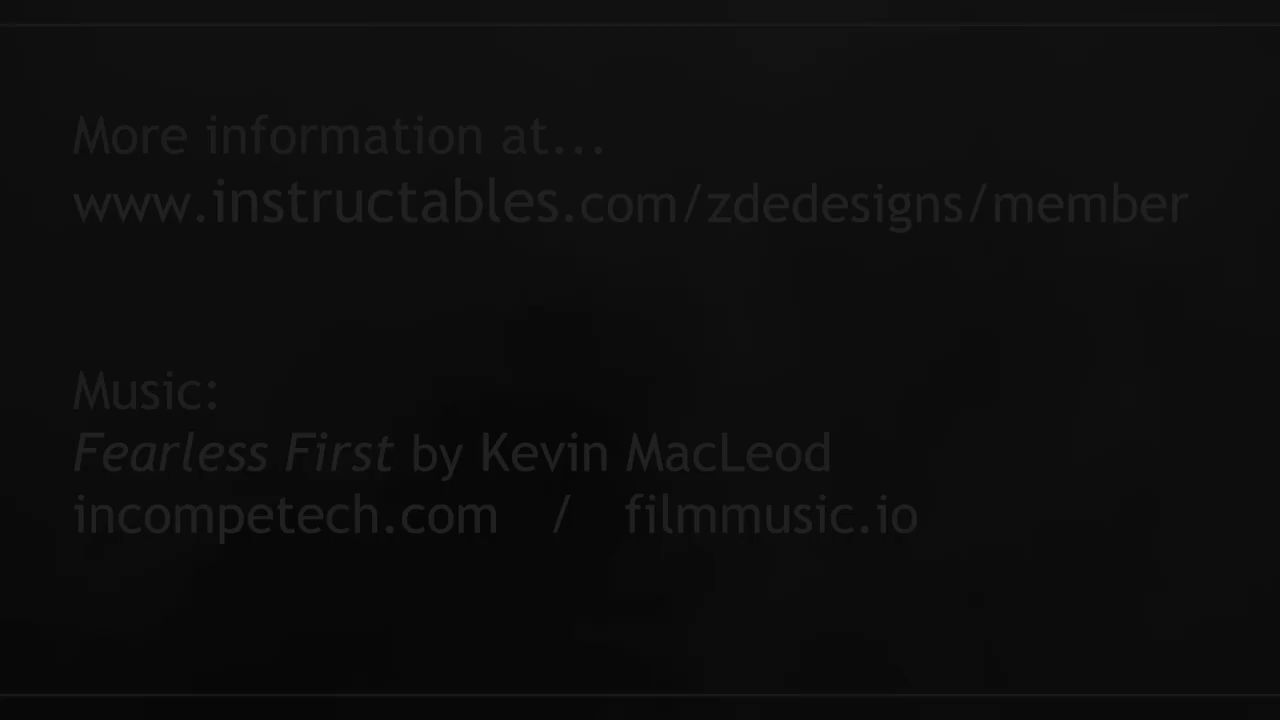 More information at...
www.instructables.com/zdedesigns/member
Music:
Fearless First by Kevin MacLeod
incompetech.com / filmmusic.io